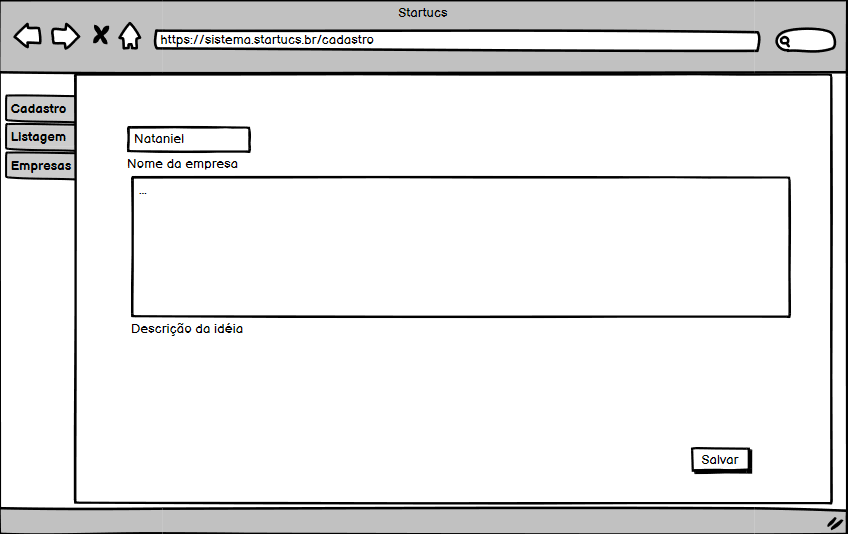 Startucs
https://sistema.startucs.br/cadastro
Cadastro
Listagem
Empresas
Nataniel
Nome da empresa
...
Descrição da idéia
Salvar